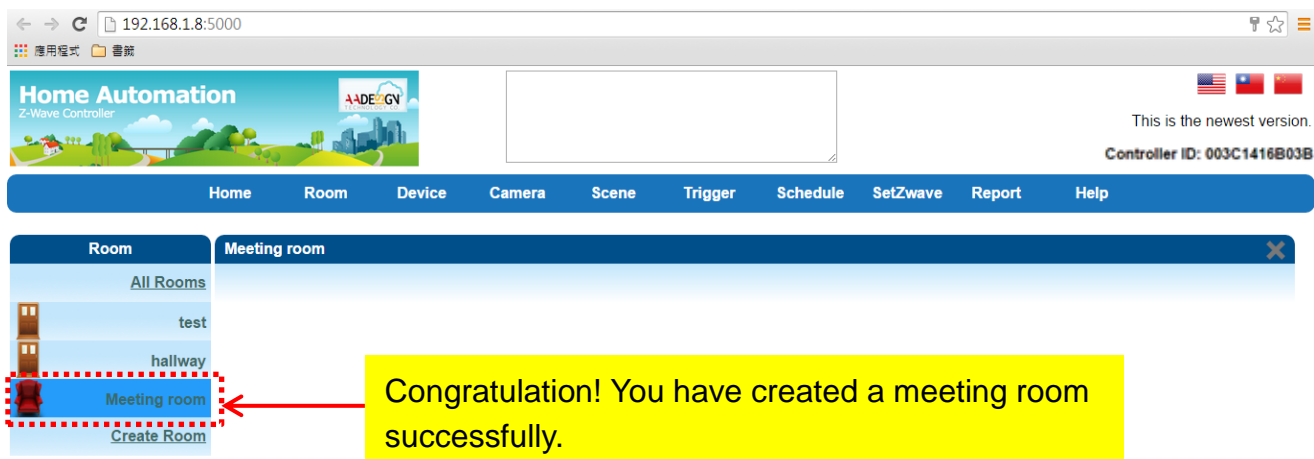 192.168.1.8:5000
應用程式 書籤
Home Automation
Z-Wave Controller
AADESIGN
TECHNOLOGY CO.
This is the newest version.
Controller ID: 003C1416B03B
Home Room Device Camera Scene Trigger Schedule SetZwave Report Help
Room
Meeting room
All Rooms
test
hallway
Meeting room
Create Room
Congratulation! You have created a meeting room
successfully.